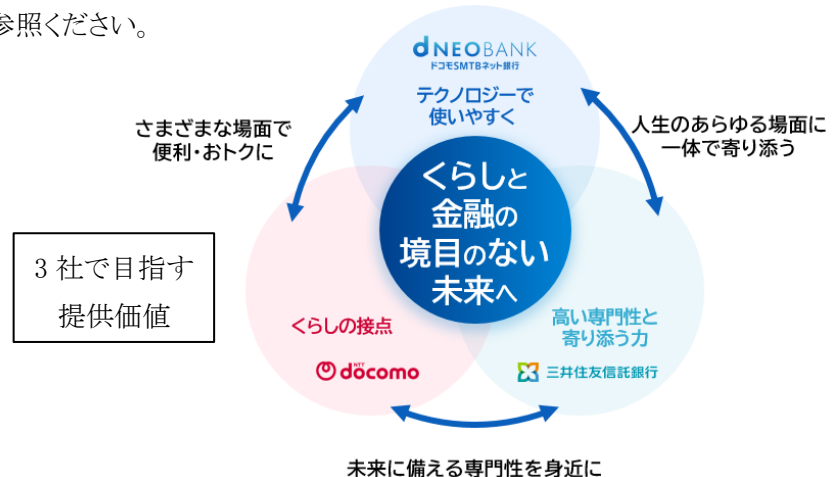 参照ください。
d NEOBANK
ドコモSMTBネット銀行
テクノロジーで
使いやすく
さまざまな場面で
便利・おトクに
人生のあらゆる場面に
一体で寄り添う
くらしと
金融の
境目のない
未来へ
3 社で目指す
提供価値
くらしの接点
NTT
docomo
高い専門性と
寄り添う力
三井住友信託銀行
未来に備える専門性を身近に